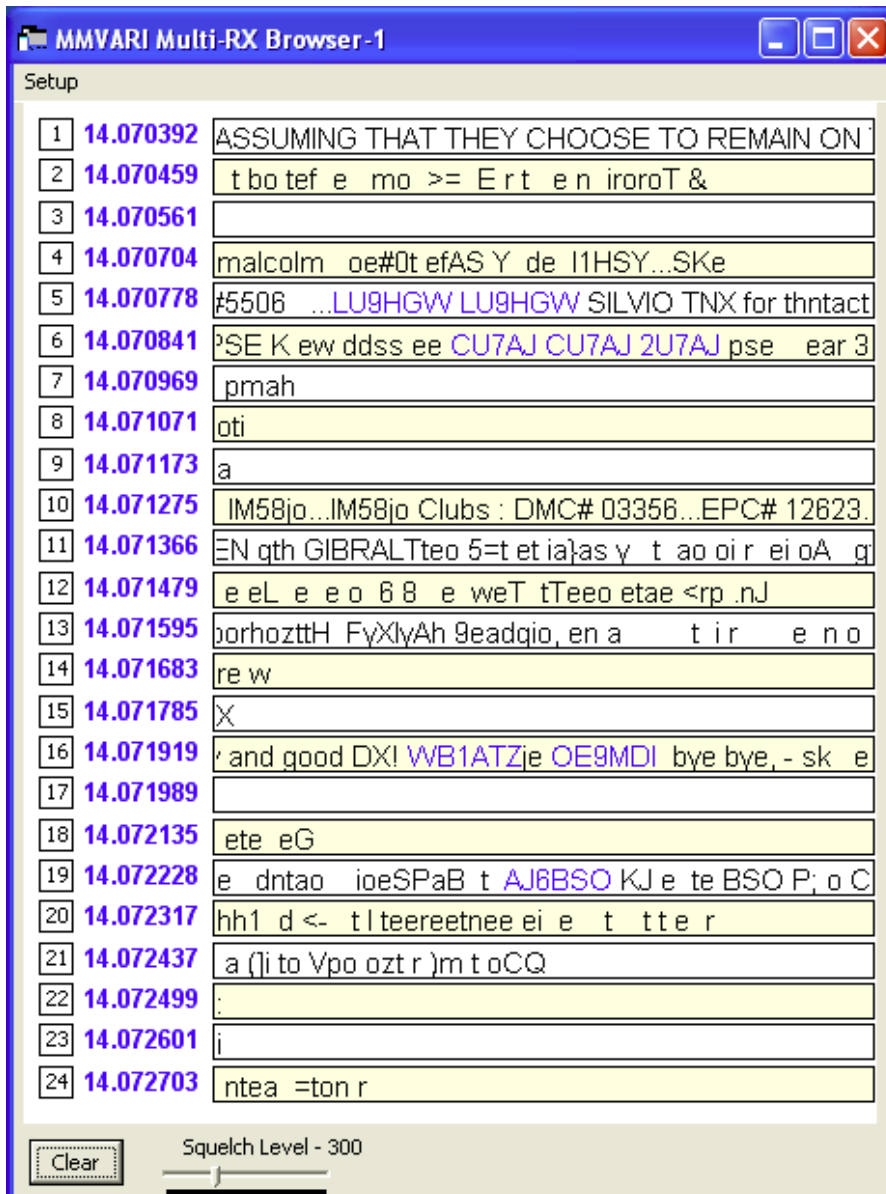 MMVARI Multi-RX Browser-1
Setup
1 14.070392 ASSUMING THAT THEY CHOOSE TO REMAIN ON
2 14.070459 t bo tef e mo >= E r t e n iroroT &
3 14.070561
4 14.070704 malcolm oe#0t efAS Y de I1HSY...SKe
5 14.070778 #5506 ...LU9HGW LU9HGW SILVIO TNX for thntact
6 14.070841 PSE K ew ddss ee CU7AJ CU7AJ 2U7AJ pse ear 3
7 14.070969 pmah
8 14.071071 oti
9 14.071173 a
10 14.071275 IM58jo...IM58jo Clubs : DMC# 03356...EPC# 12623.
11 14.071366 EN qth GIBRALTteo 5=t et ia}as y t ao oi r ei oA g
12 14.071479 e eL e e o 6 8 e weT tTeeo etae <rp .nJ
13 14.071595 porhozttH FyXlyAh 9eadqio, en a t i r e n o
14 14.071683 re w
15 14.071785 X
16 14.071919 y and good DX! WB1ATZje OE9MDI bye bye, - sk e
17 14.071989
18 14.072135 ete eG
19 14.072228 e dntao ioeSPaB t AJ6BSO KJ e te BSO P; o C
20 14.072317 hh1 d <- t l teereetnee ei e t t t e r
21 14.072437 a (]i to Vpo ozt r )m t oCQ
22 14.072499 :
23 14.072601 i
24 14.072703 ntea =ton r
Clear Squelch Level - 300